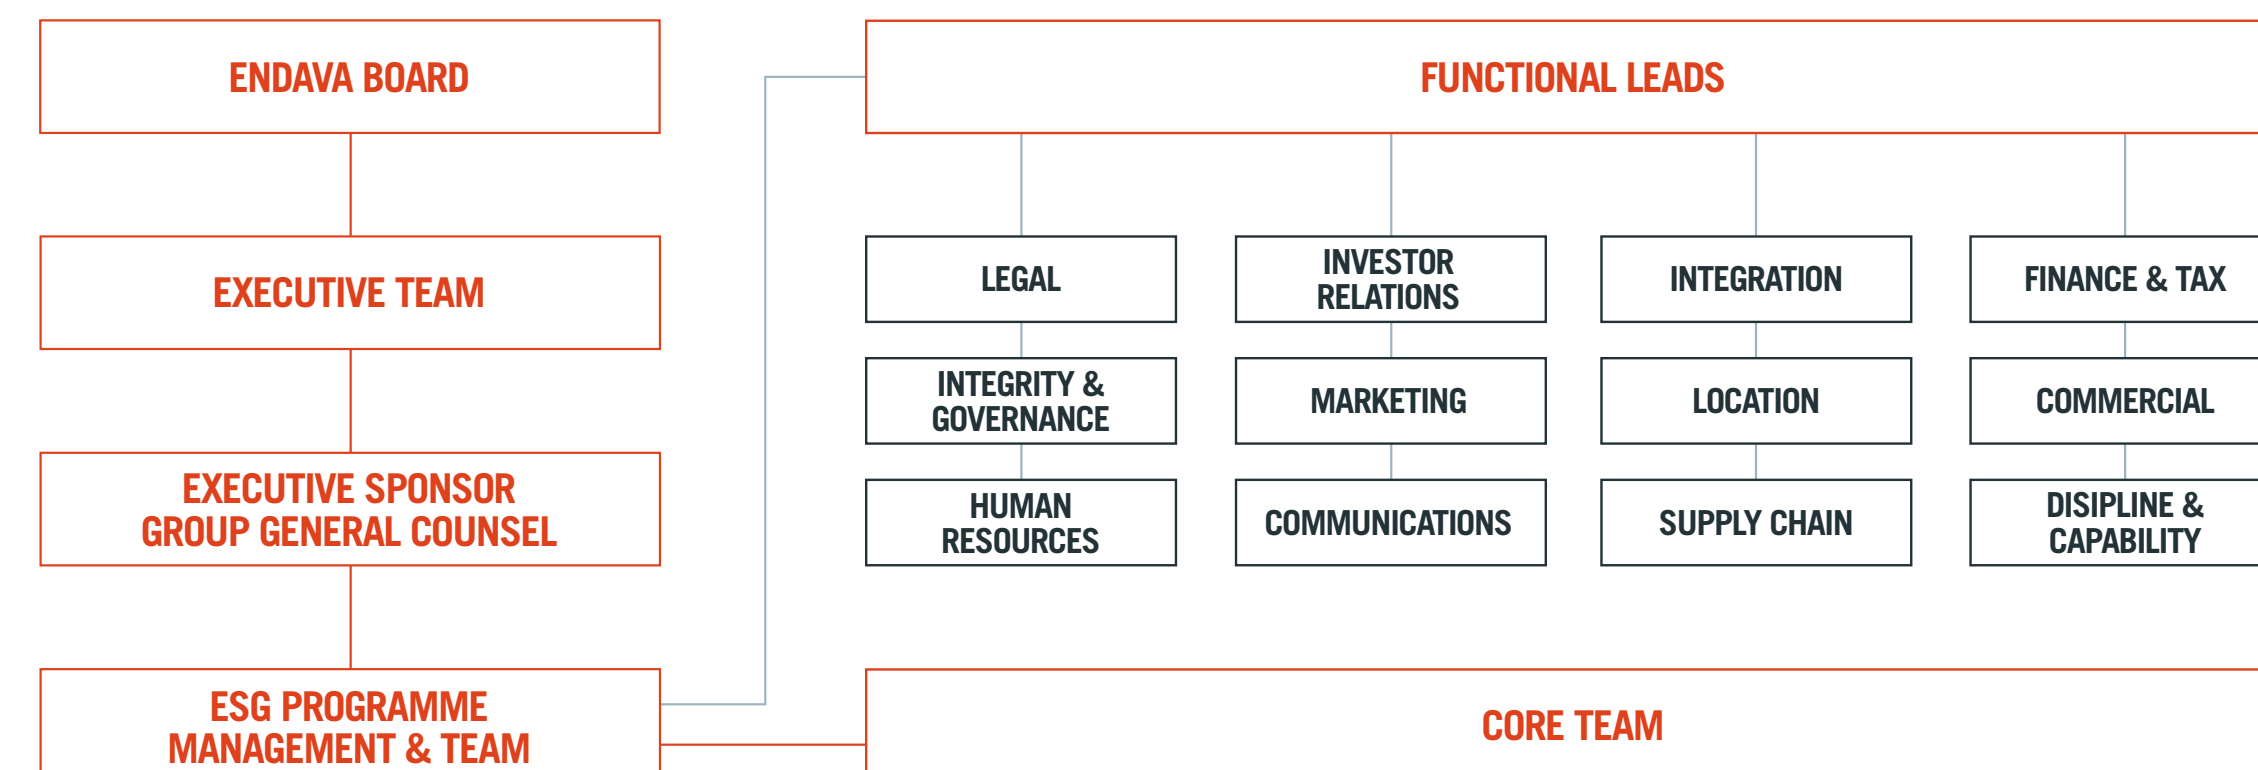 ENDAVA BOARD
EXECUTIVE TEAM
EXECUTIVE SPONSOR
GROUP GENERAL COUNSEL
ESG PROGRAMME
MANAGEMENT & TEAM
FUNCTIONAL LEADS
LEGAL
INTEGRITY &
GOVERNANCE
HUMAN
RESOURCES
INVESTOR
RELATIONS
MARKETING
COMMUNICATIONS
INTEGRATION
LOCATION
SUPPLY CHAIN
FINANCE & TAX
COMMERCIAL
DISIPLINE &
CAPABILITY
CORE TEAM